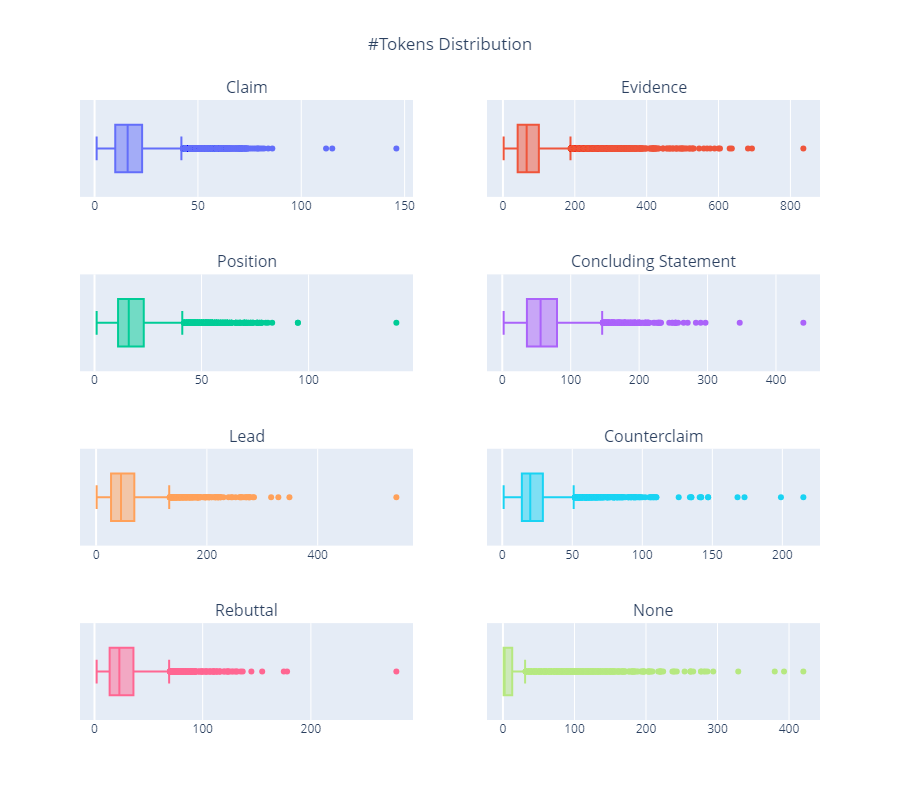 #Tokens Distribution
Claim
Evidence
0 50 100 150
0 200 400 600 800
Position
Concluding Statement
0 50 100
0 100 200 300 400
Lead
Counterclaim
0 200 400
0 50 100 150 200
Rebuttal
None
0 100 200
0 100 200 300 400